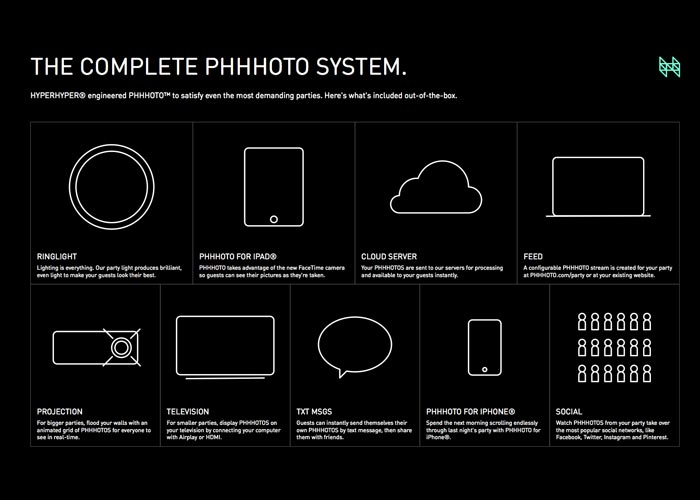 THE COMPLETE PHHHOTO SYSTEM.
HYPERHYPER® engineered PHHHOTO™ to satisfy even the most demanding parties. Here's what's included out-of-the-box.
RINGLIGHT
Lighting is everything. Our party light produces brilliant,
even light to make your guests look their best.
PHHHOTO FOR IPAD®
PHHHOTO takes advantage of the new FaceTime camera
so guests can see their pictures as they're taken.
CLOUD SERVER
Your PHHHOTOS are sent to our servers for processing
and available to your guests instantly.
FEED
A configurable PHHHOTO stream is created for your party
at PHHHOTO.com/party or at your existing website.
PROJECTION
For bigger parties, flood your walls with an
animated grid of PHHHOTOS for everyone to
see in real-time.
TELEVISION
For smaller parties, display PHHHOTOS on
your television by connecting your computer
with Airplay or HDMI.
TXT MSGS
Guests can instantly send themselves their
own PHHHOTOS by text message, then share
them with friends.
PHHHOTO FOR IPHONE®
Spend the next morning scrolling endlessly
through last night's party with PHHHOTO for
iPhone®.
SOCIAL
Watch PHHHOTOS from your party take over
the most popular social networks, like
Facebook, Twitter, Instagram and Pinterest.